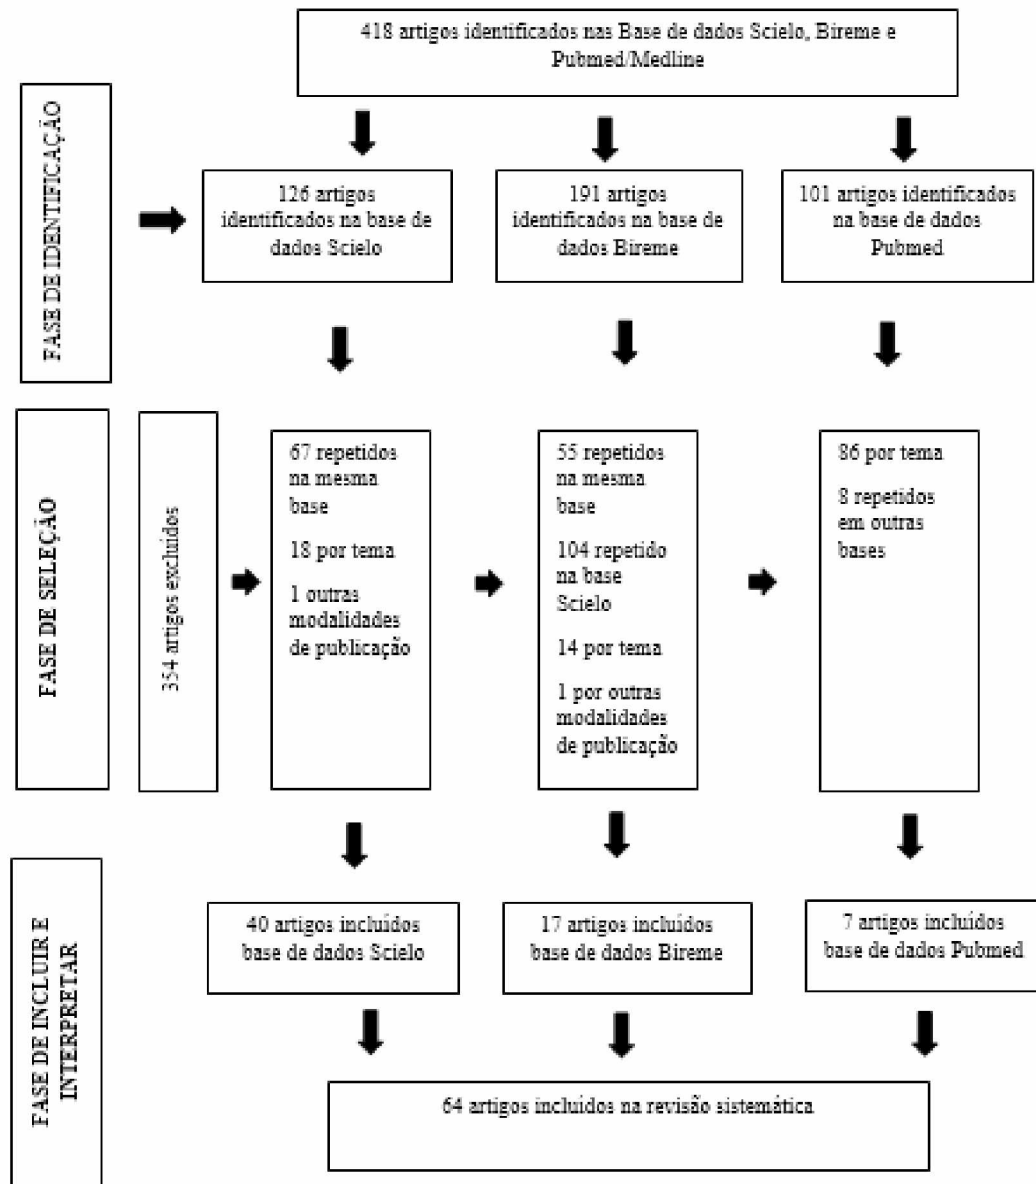 418 artigos identificados nas Base de dados Scielo, Bireme e
Pubmed/Medline
FASE DE IDENTIFICAÇÃO
126 artigos
identificados na base de
dados Scielo
191 artigos
identificados na base de
dados Bireme
101 artigos identificados
na base de dados
Pubmed
FASE DE SELEÇÃO
354 artigos excluídos
67 repetidos
na mesma
base
18 por tema
1 outras
modalidades
de publicação
55 repetidos
na mesma
base
104 repetido
na base
Scielo
14 por tema
1 por outras
modalidades
de publicação
86 por tema
8 repetidos
em outras
bases
FASE DE INCLUIR E
INTERPRETAR
40 artigos incluídos
base de dados Scielo
17 artigos incluídos
base de dados Bireme
7 artigos incluídos
base de dados Pubmed
64 artigos incluídos na revisão sistemática